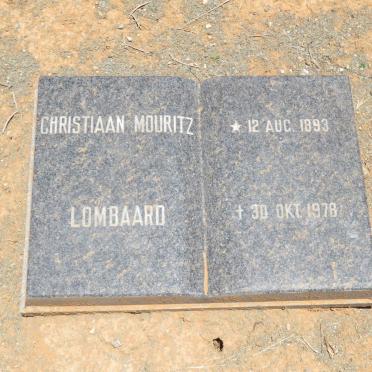 CHRISTIAAN MOURITZ
LOMBAARD
★ 12 AUG. 1893
† 30 OKT. 1978